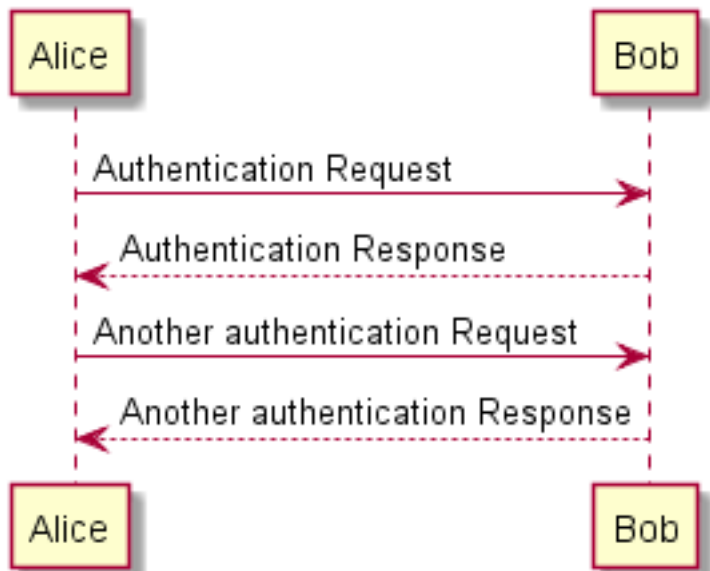 Alice
Bob
Authentication Request
Authentication Response
Another authentication Request
Another authentication Response
Alice
Bob